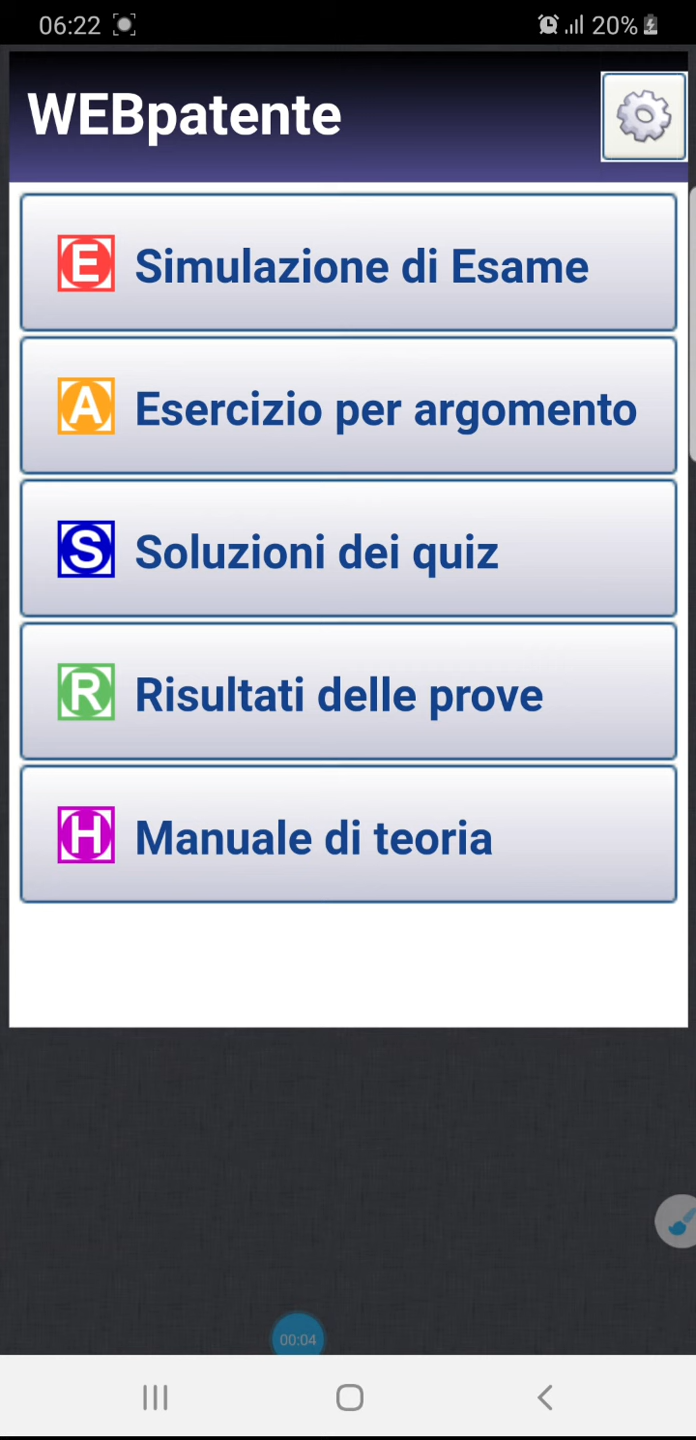 06:22
20%
WEBpatente
E Simulazione di Esame
A Esercizio per argomento
S Soluzioni dei quiz
R Risultati delle prove
H Manuale di teoria
00:04